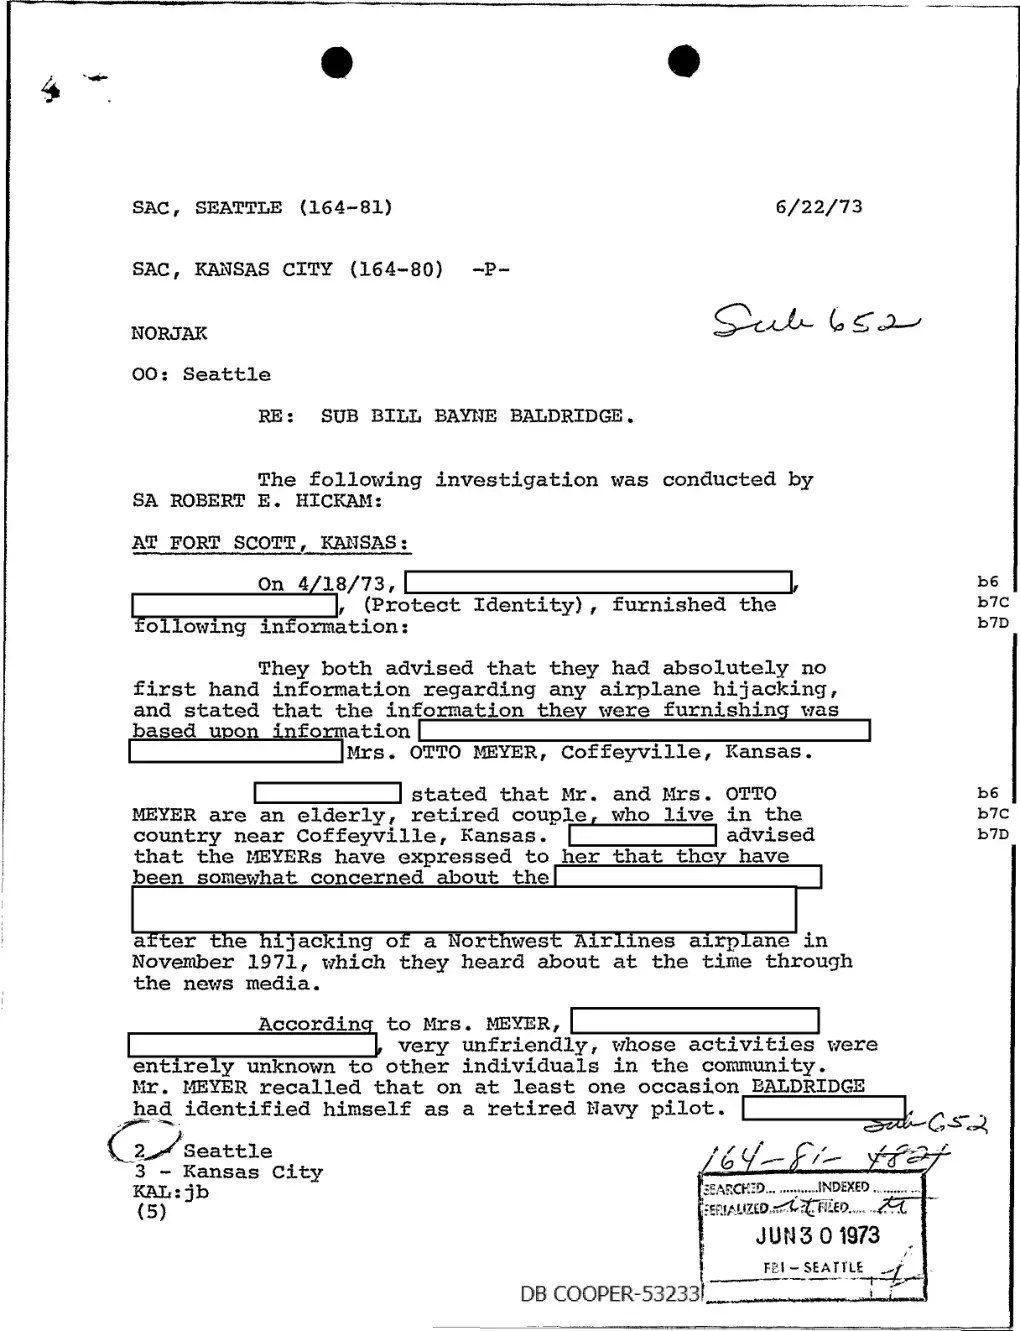 SAC, SEATTLE (164-81) 6/22/73
SAC, KANSAS CITY (164-80) -P-
Sub 652
NORJAK
OO: Seattle
RE: SUB BILL BAYNE BALDRIDGE.
The following investigation was conducted by
SA ROBERT E. HICKAM:
AT FORT SCOTT, KANSAS:
On 4/18/73, , b6
, (Protect Identity), furnished the b7C
following information: b7D
They both advised that they had absolutely no
first hand information regarding any airplane hijacking,
and stated that the information they were furnishing was
based upon information
Mrs. OTTO MEYER, Coffeyville, Kansas.
stated that Mr. and Mrs. OTTO b6
MEYER are an elderly, retired couple, who live in the b7C
country near Coffeyville, Kansas. advised b7D
that the MEYERs have expressed to her that they have
been somewhat concerned about the
after the hijacking of a Northwest Airlines airplane in
November 1971, which they heard about at the time through
the news media.
According to Mrs. MEYER,
, very unfriendly, whose activities were
entirely unknown to other individuals in the community.
Mr. MEYER recalled that on at least one occasion BALDRIDGE
had identified himself as a retired Navy pilot.
Sub-652
2 - Seattle
3 - Kansas City
KAL:jb
(5)
164-81-
SEARCHED INDEXED
SERIALIZED FILED
JUN 30 1973
FBI - SEATTLE
DB COOPER-53233